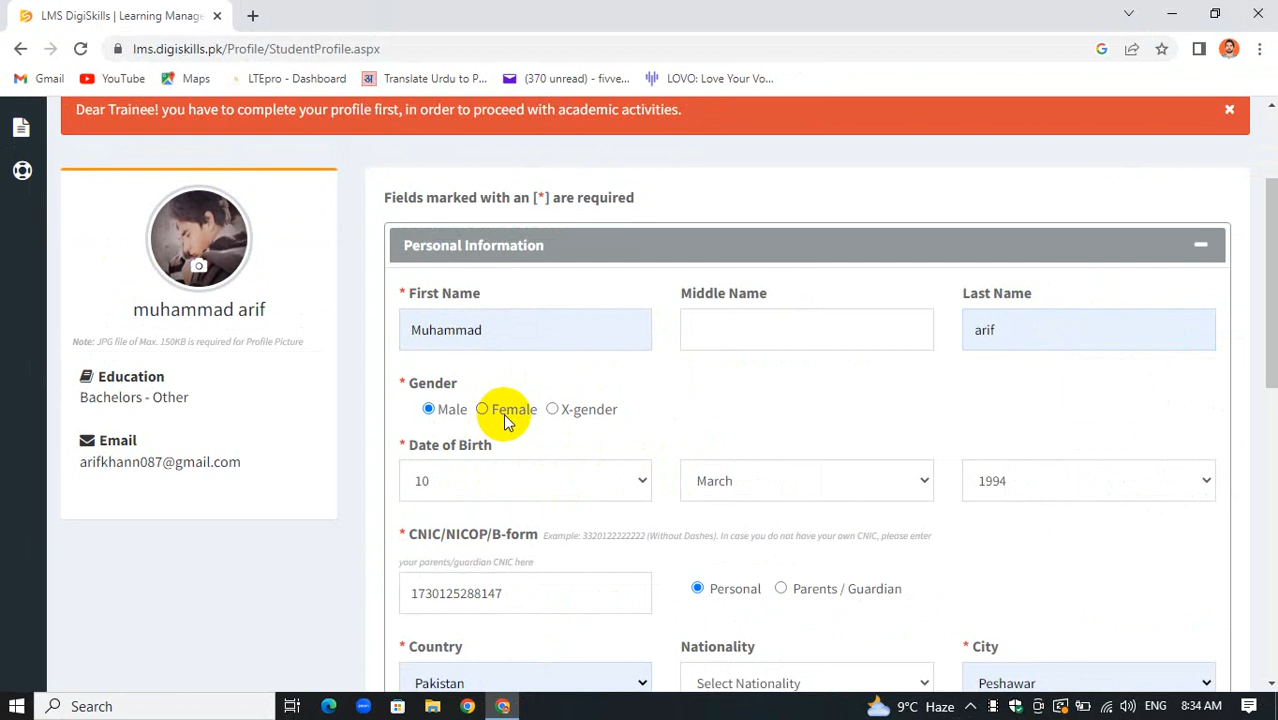 LMS DigiSkills | Learning Manage
lms.digiskills.pk/Profile/StudentProfile.aspx
Gmail YouTube Maps LTEpro - Dashboard Translate Urdu to P... (370 unread) - fivve... LOVO: Love Your Vo...
Dear Trainee! you have to complete your profile first, in order to proceed with academic activities.
muhammad arif
Note: JPG file of Max. 150KB is required for Profile Picture
Education
Bachelors - Other
Email
arifkhann087@gmail.com
Fields marked with an [*] are required
Personal Information
* First Name Middle Name Last Name
Muhammad arif
* Gender
Male Female X-gender
* Date of Birth
10 March 1994
* CNIC/NICOP/B-form Example: 3320122222222 (Without Dashes). In case you do not have your own CNIC, please enter
your parents/guardian CNIC here
1730125288147 Personal Parents / Guardian
* Country Nationality * City
Pakistan Select Nationality Peshawar
Search 9°C Haze ENG 8:34 AM